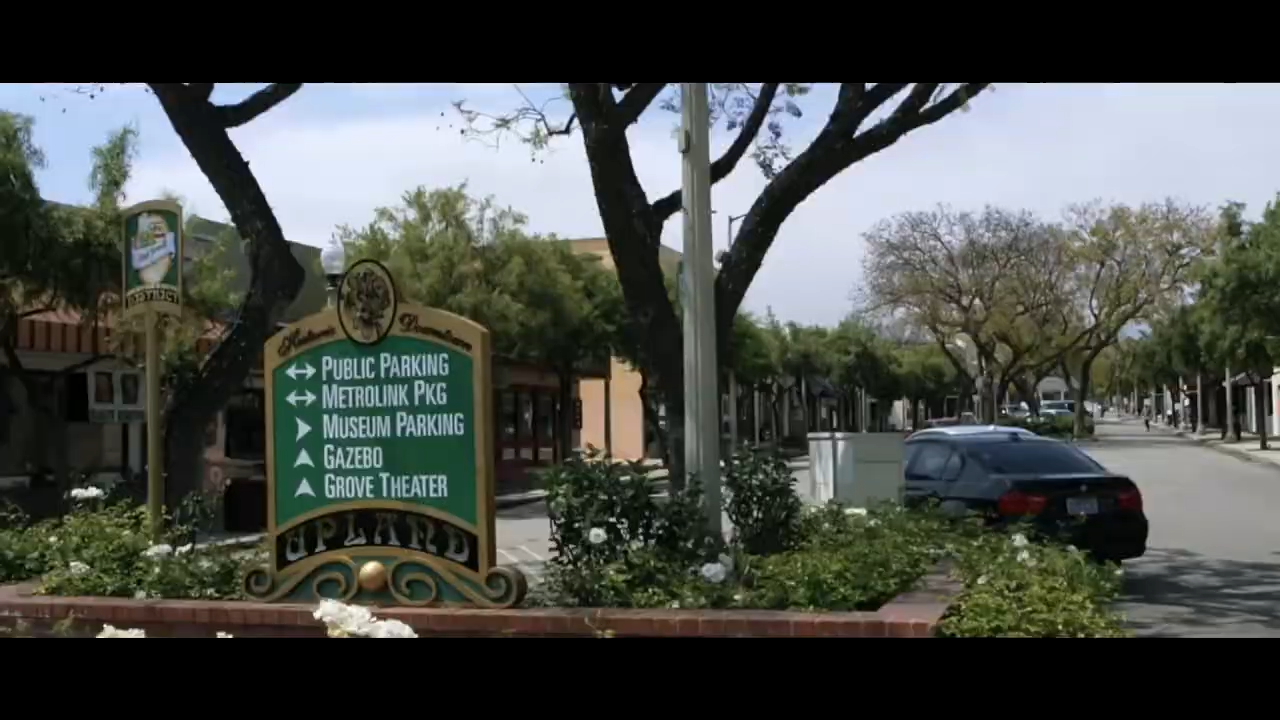 DISTRICT
Historic Downtown
PUBLIC PARKING
METROLINK PKG
MUSEUM PARKING
GAZEBO
GROVE THEATER
UPLAND